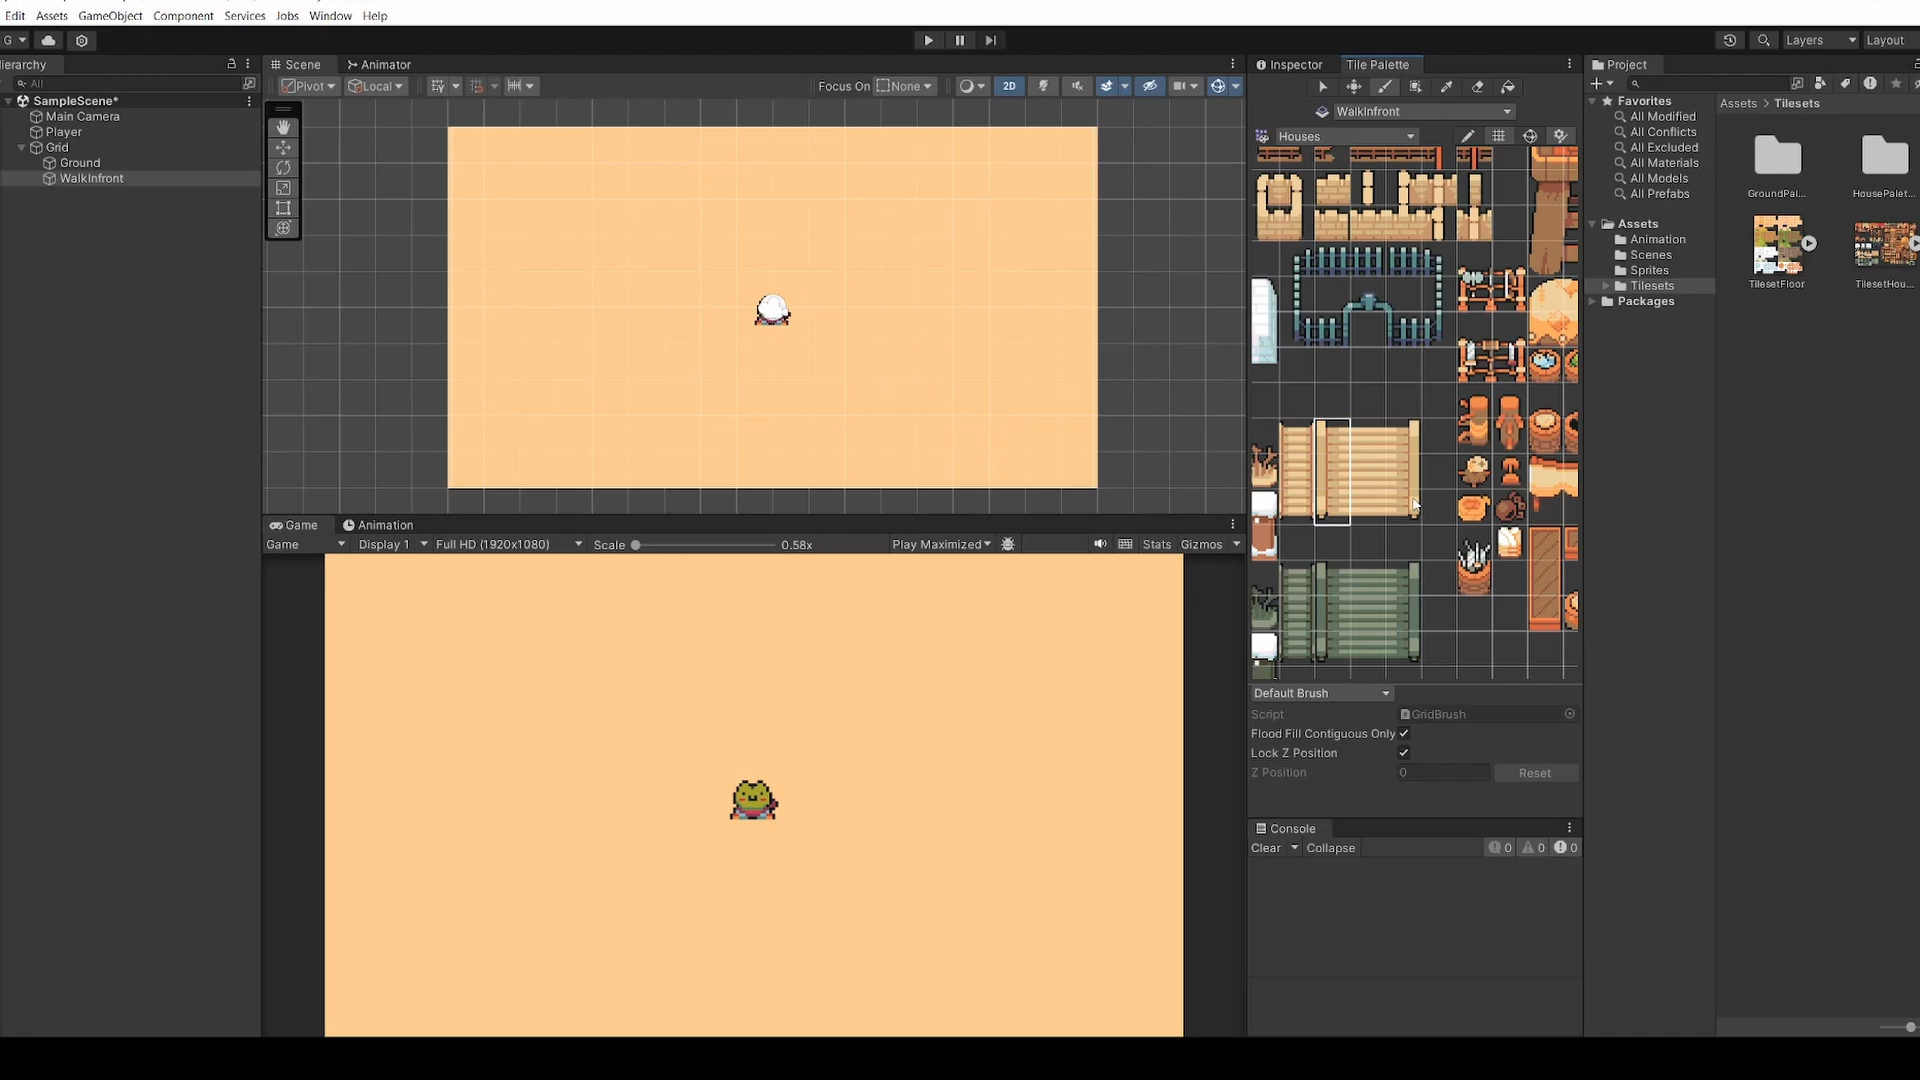 Edit Assets GameObject Component Services Jobs Window Help
G Layers Layout
ierarchy Scene Animator Inspector Tile Palette Project
All Pivot Local Focus On None 2D
SampleScene*
Main Camera
Player
Grid
Ground
WalkInfront
WalkInfront
Houses
Assets > Tilesets
Favorites
All Modified
All Conflicts
All Excluded
All Materials
All Models
All Prefabs
Assets
Animation
Scenes
Sprites
Tilesets
Packages
GroundPal... HousePalet...
TilesetFloor TilesetHou...
Game Animation
Game Display 1 Full HD (1920x1080) Scale 0.58x Play Maximized Stats Gizmos
Default Brush
Script GridBrush
Flood Fill Contiguous Only
Lock Z Position
Z Position 0 Reset
Console
Clear Collapse 0 0 0